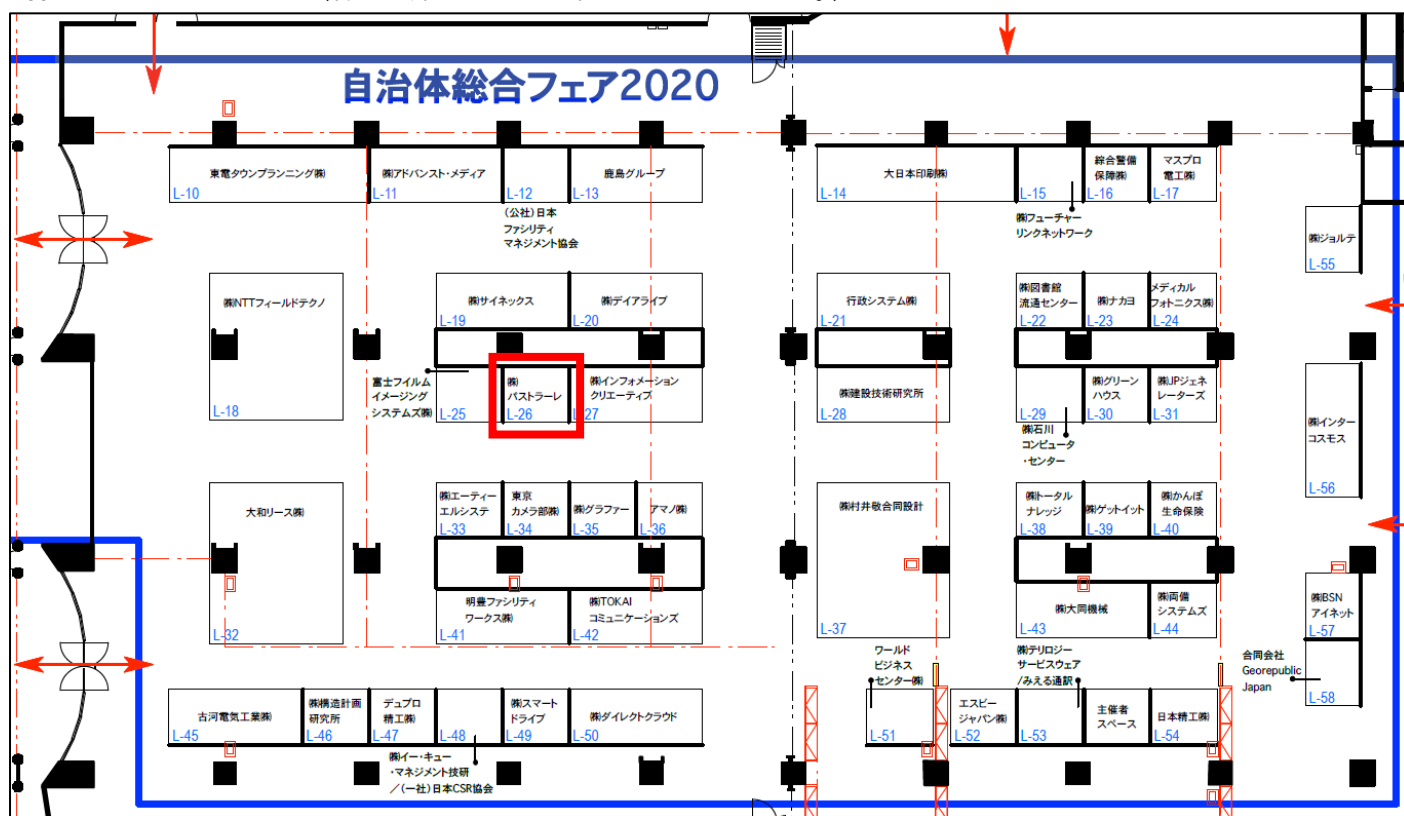 自治体総合フェア2020
東電タウンプランニング㈱
L-10
㈱アドバンスト・メディア
L-11
L-12
(公社)日本
ファシリティ
マネジメント協会
鹿島グループ
L-13
大日本印刷㈱
L-14
L-15
㈱フューチャー
リンクネットワーク
綜合警備
保障㈱
L-16
マスプロ
電工㈱
L-17
㈱ジョルテ
L-55
㈱NTTフィールドテクノ
L-18
㈱サイネックス
L-19
㈱デイアライブ
L-20
行政システム㈱
L-21
㈱図書館
流通センター
L-22
㈱ナカヨ
L-23
メディカル
フォトニクス㈱
L-24
富士フイルム
イメージング
システムズ㈱
L-25
㈱
パストラーレ
L-26
㈱インフォメーション
クリエーティブ
L-27
㈱建設技術研究所
L-28
L-29
㈱石川
コンピュータ
・センター
㈱グリーン
ハウス
L-30
㈱JPジェネ
レーターズ
L-31
㈱インター
コスモス
L-56
大和リース㈱
L-32
㈱エーティー
エルシステ
L-33
東京
カメラ部㈱
L-34
㈱グラファー
L-35
アマノ㈱
L-36
㈱村井敬合同設計
L-37
㈱トータル
ナレッジ
L-38
㈱ゲットイット
L-39
㈱かんぽ
生命保険
L-40
明豊ファシリティ
ワークス㈱
L-41
㈱TOKAI
コミュニケーションズ
L-42
㈱大同機械
L-43
㈱両備
システムズ
L-44
㈱BSN
アイネット
L-57
合同会社
Georepublic
Japan
L-58
古河電気工業㈱
L-45
㈱構造計画
研究所
L-46
デュプロ
精工㈱
L-47
L-48
㈱イー・キュー
・マネジメント技研
／(一社)日本CSR協会
㈱スマート
ドライブ
L-49
㈱ダイレクトクラウド
L-50
ワールド
ビジネス
センター㈱
L-51
エスビー
ジャパン㈱
L-52
㈱テリロジー
サービスウェア
/みえる通訳
L-53
主催者
スペース
日本精工㈱
L-54